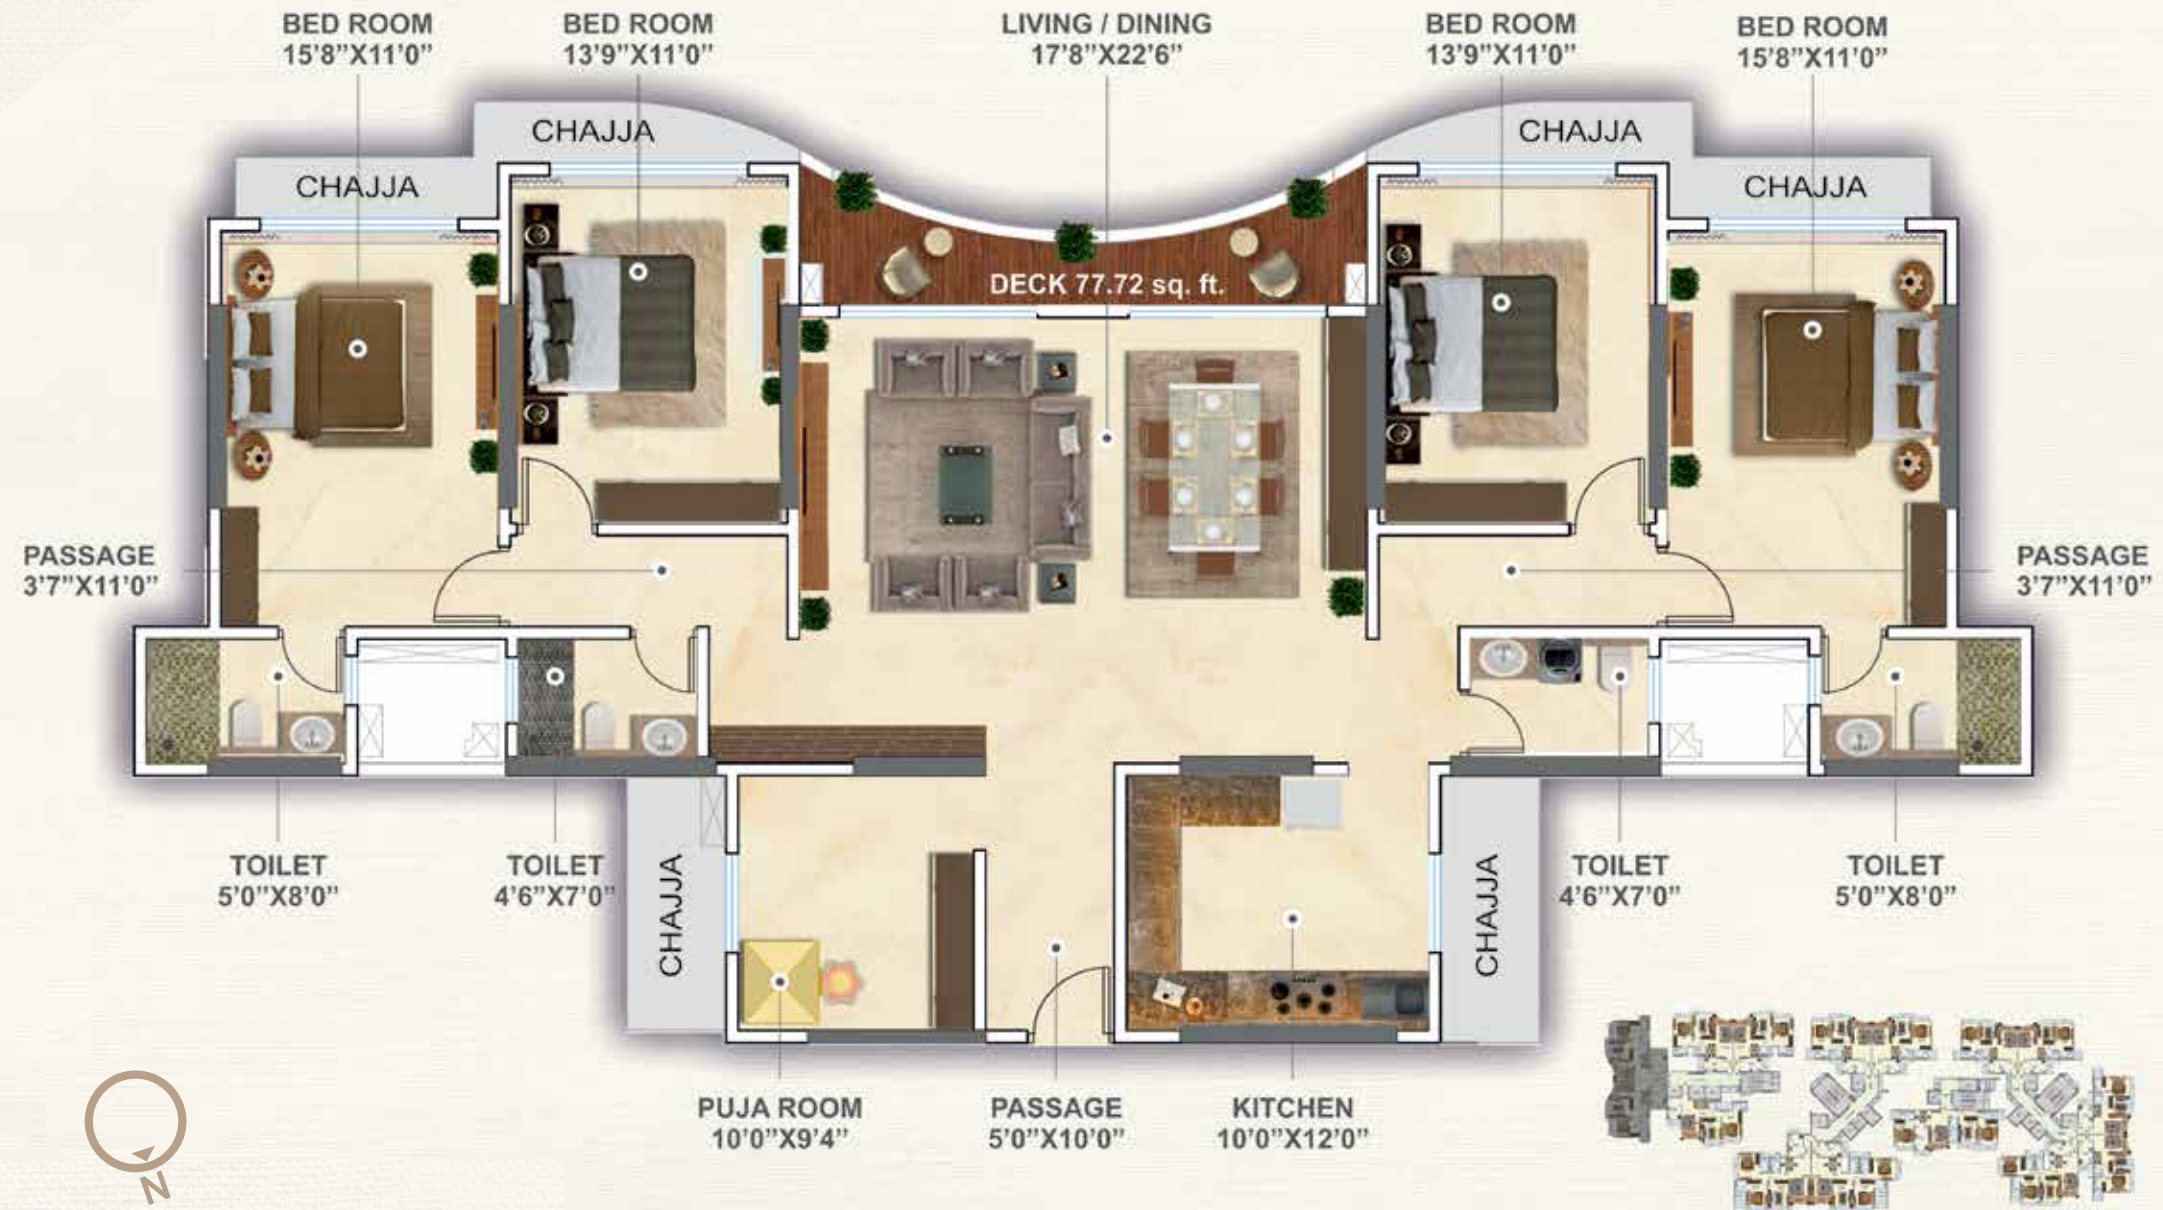 BED ROOM
15'8"X11'0"
BED ROOM
13'9"X11'0"
LIVING / DINING
17'8"X22'6"
BED ROOM
13'9"X11'0"
BED ROOM
15'8"X11'0"
CHAJJA
CHAJJA
CHAJJA
CHAJJA
DECK 77.72 sq. ft.
PASSAGE
3'7"X11'0"
PASSAGE
3'7"X11'0"
TOILET
5'0"X8'0"
TOILET
4'6"X7'0"
CHAJJA
CHAJJA
TOILET
4'6"X7'0"
TOILET
5'0"X8'0"
PUJA ROOM
10'0"X9'4"
PASSAGE
5'0"X10'0"
KITCHEN
10'0"X12'0"
N